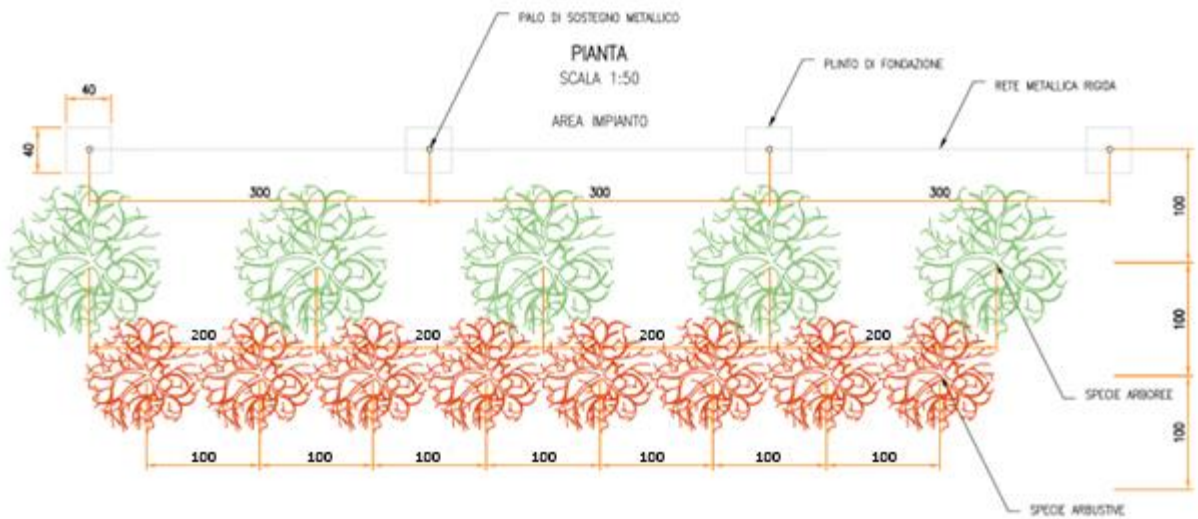 PALO DI SOSTEGNO METALLICO
PIANTA
SCALA 1:50
PLINTO DI FONDAZIONE
RETE METALLICA RIGIDA
40
AREA IMPIANTO
40
300
300
300
100
200
200
200
200
100
SPECIE ARBOREE
100
100
100
100
100
100
100
100
SPECIE ARBUSTIVE